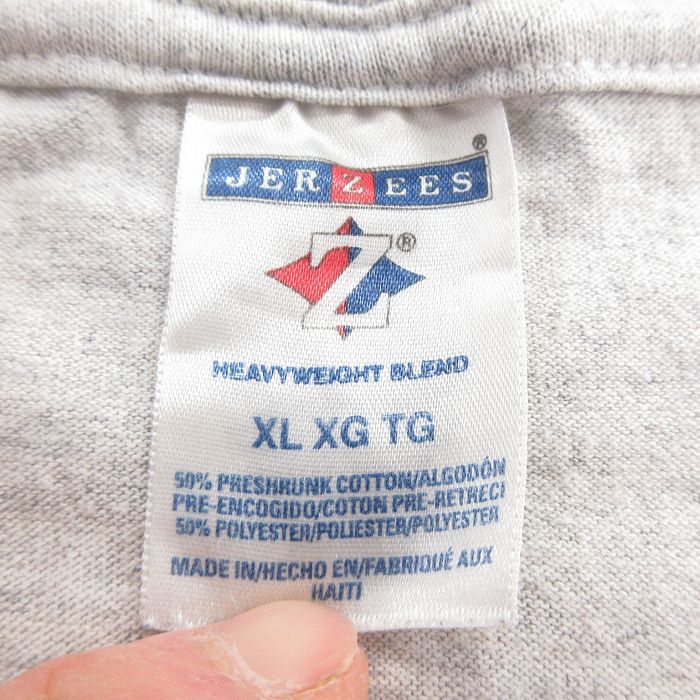 JERZEES®
Z®
HEAVYWEIGHT BLEND
XL XG TG
50% PRESHRUNK COTTON/ALGODÓN
PRE-ENCOGIDO/COTON PRE-RETRECI
50% POLYESTER/POLIESTER/POLYESTER
MADE IN/HECHO EN/FABRIQUÉ AUX
HAITI